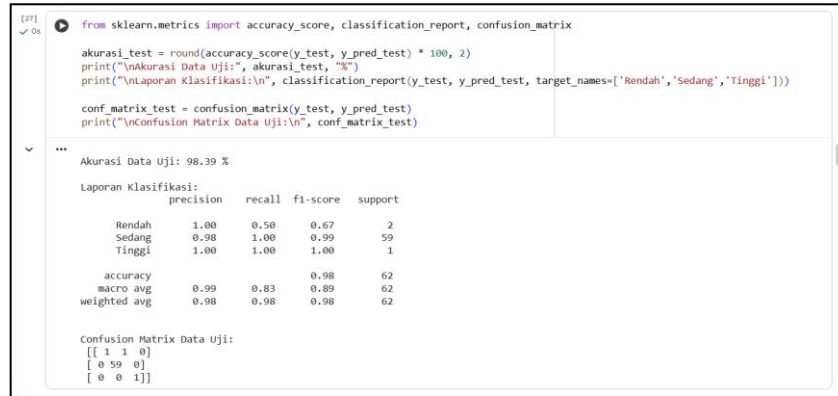 [27]
0s
from sklearn.metrics import accuracy_score, classification_report, confusion_matrix
akurasi_test = round(accuracy_score(y_test, y_pred_test) * 100, 2)
print("\nAkurasi Data Uji:", akurasi_test, "%")
print("\nLaporan Klasifikasi:\n", classification_report(y_test, y_pred_test, target_names=['Rendah','Sedang','Tinggi']))
conf_matrix_test = confusion_matrix(y_test, y_pred_test)
print("\nConfusion Matrix Data Uji:\n", conf_matrix_test)
...
Akurasi Data Uji: 98.39 %
Laporan Klasifikasi:
precision recall f1-score support
Rendah 1.00 0.50 0.67 2
Sedang 0.98 1.00 0.99 59
Tinggi 1.00 1.00 1.00 1
accuracy 0.98 62
macro avg 0.99 0.83 0.89 62
weighted avg 0.98 0.98 0.98 62
Confusion Matrix Data Uji:
[[ 1 1 0]
[ 0 59 0]
[ 0 0 1]]